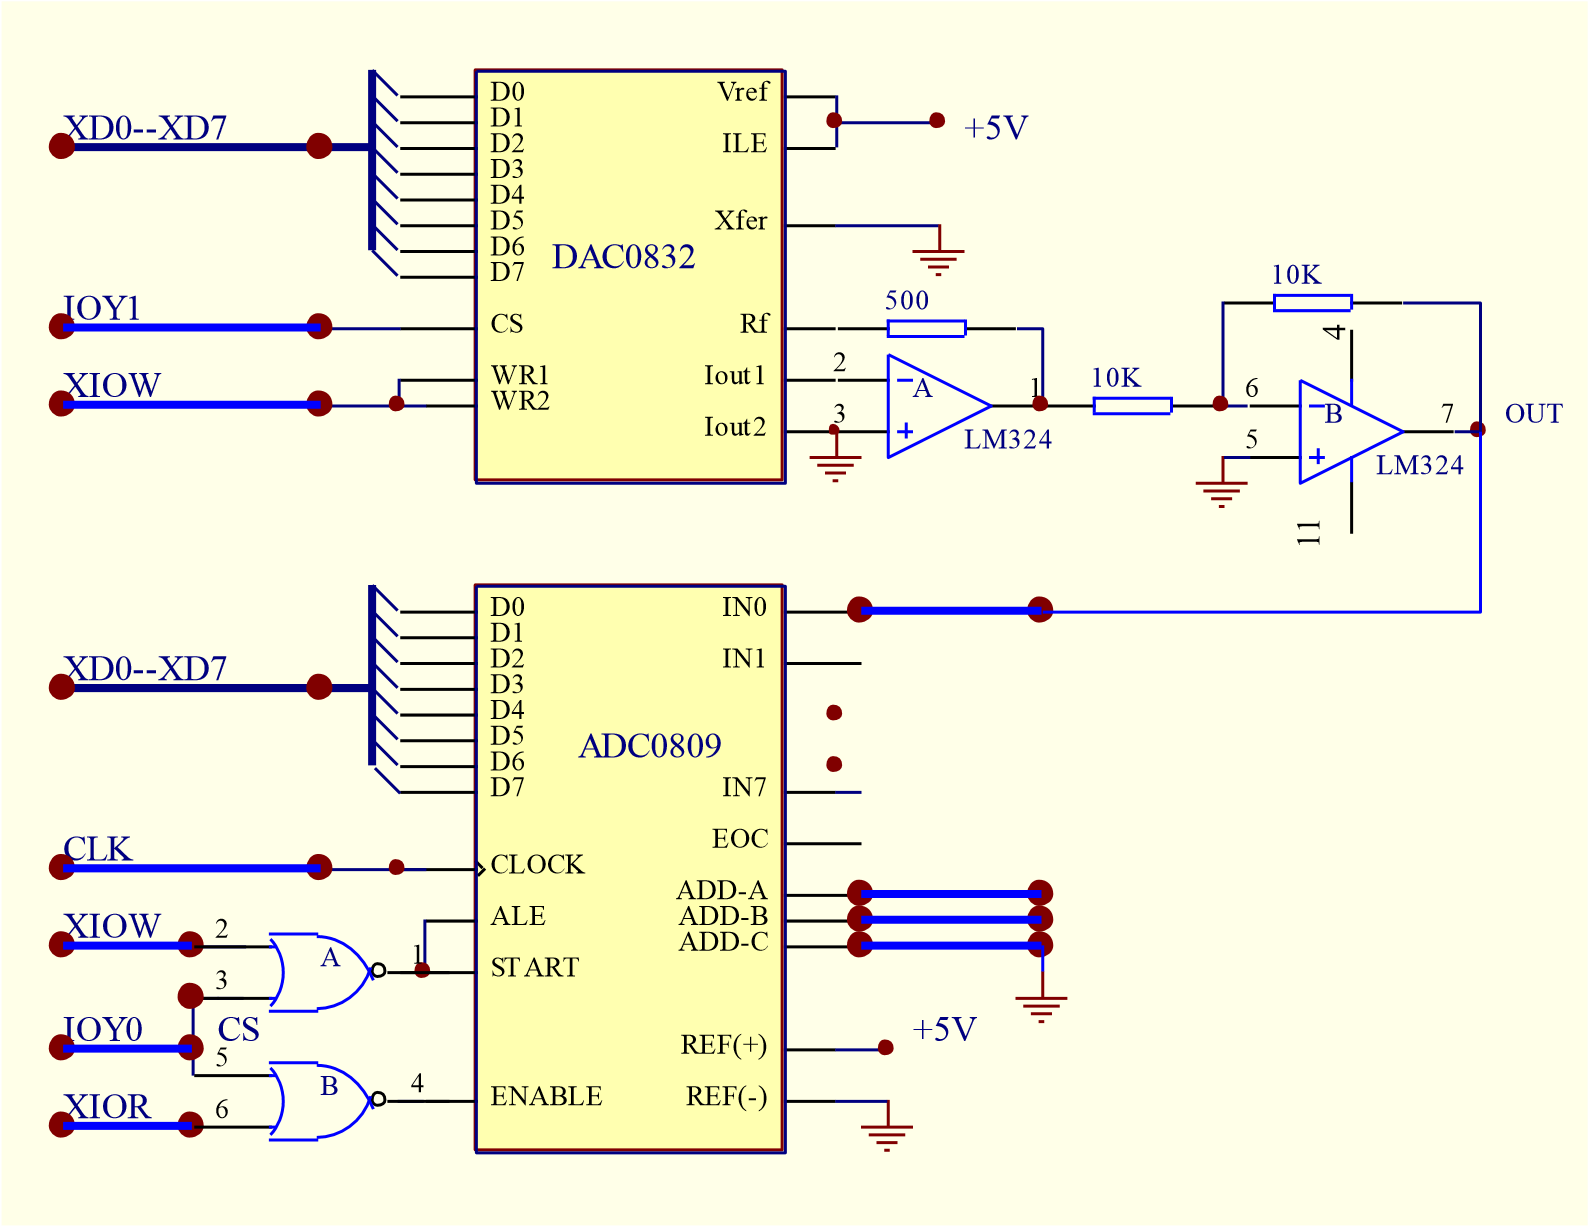 D0
D1
D2
D3
D4
D5
D6
D7
XD0--XD7
IOY1
CS
XIOW
WR1
WR2
DAC0832
Vref
ILE
+5V
Xfer
Rf
500
Iout1
2
Iout2
3
A
1
LM324
10K
10K
4
6
5
B
7
LM324
11
OUT
D0
D1
D2
D3
D4
D5
D6
D7
XD0--XD7
CLK
CLOCK
XIOW
2
3
A
1
ALE
START
IOY0
CS
5
XIOR
6
B
4
ENABLE
ADC0809
IN0
IN1
IN7
EOC
ADD-A
ADD-B
ADD-C
REF(+)
+5V
REF(-)